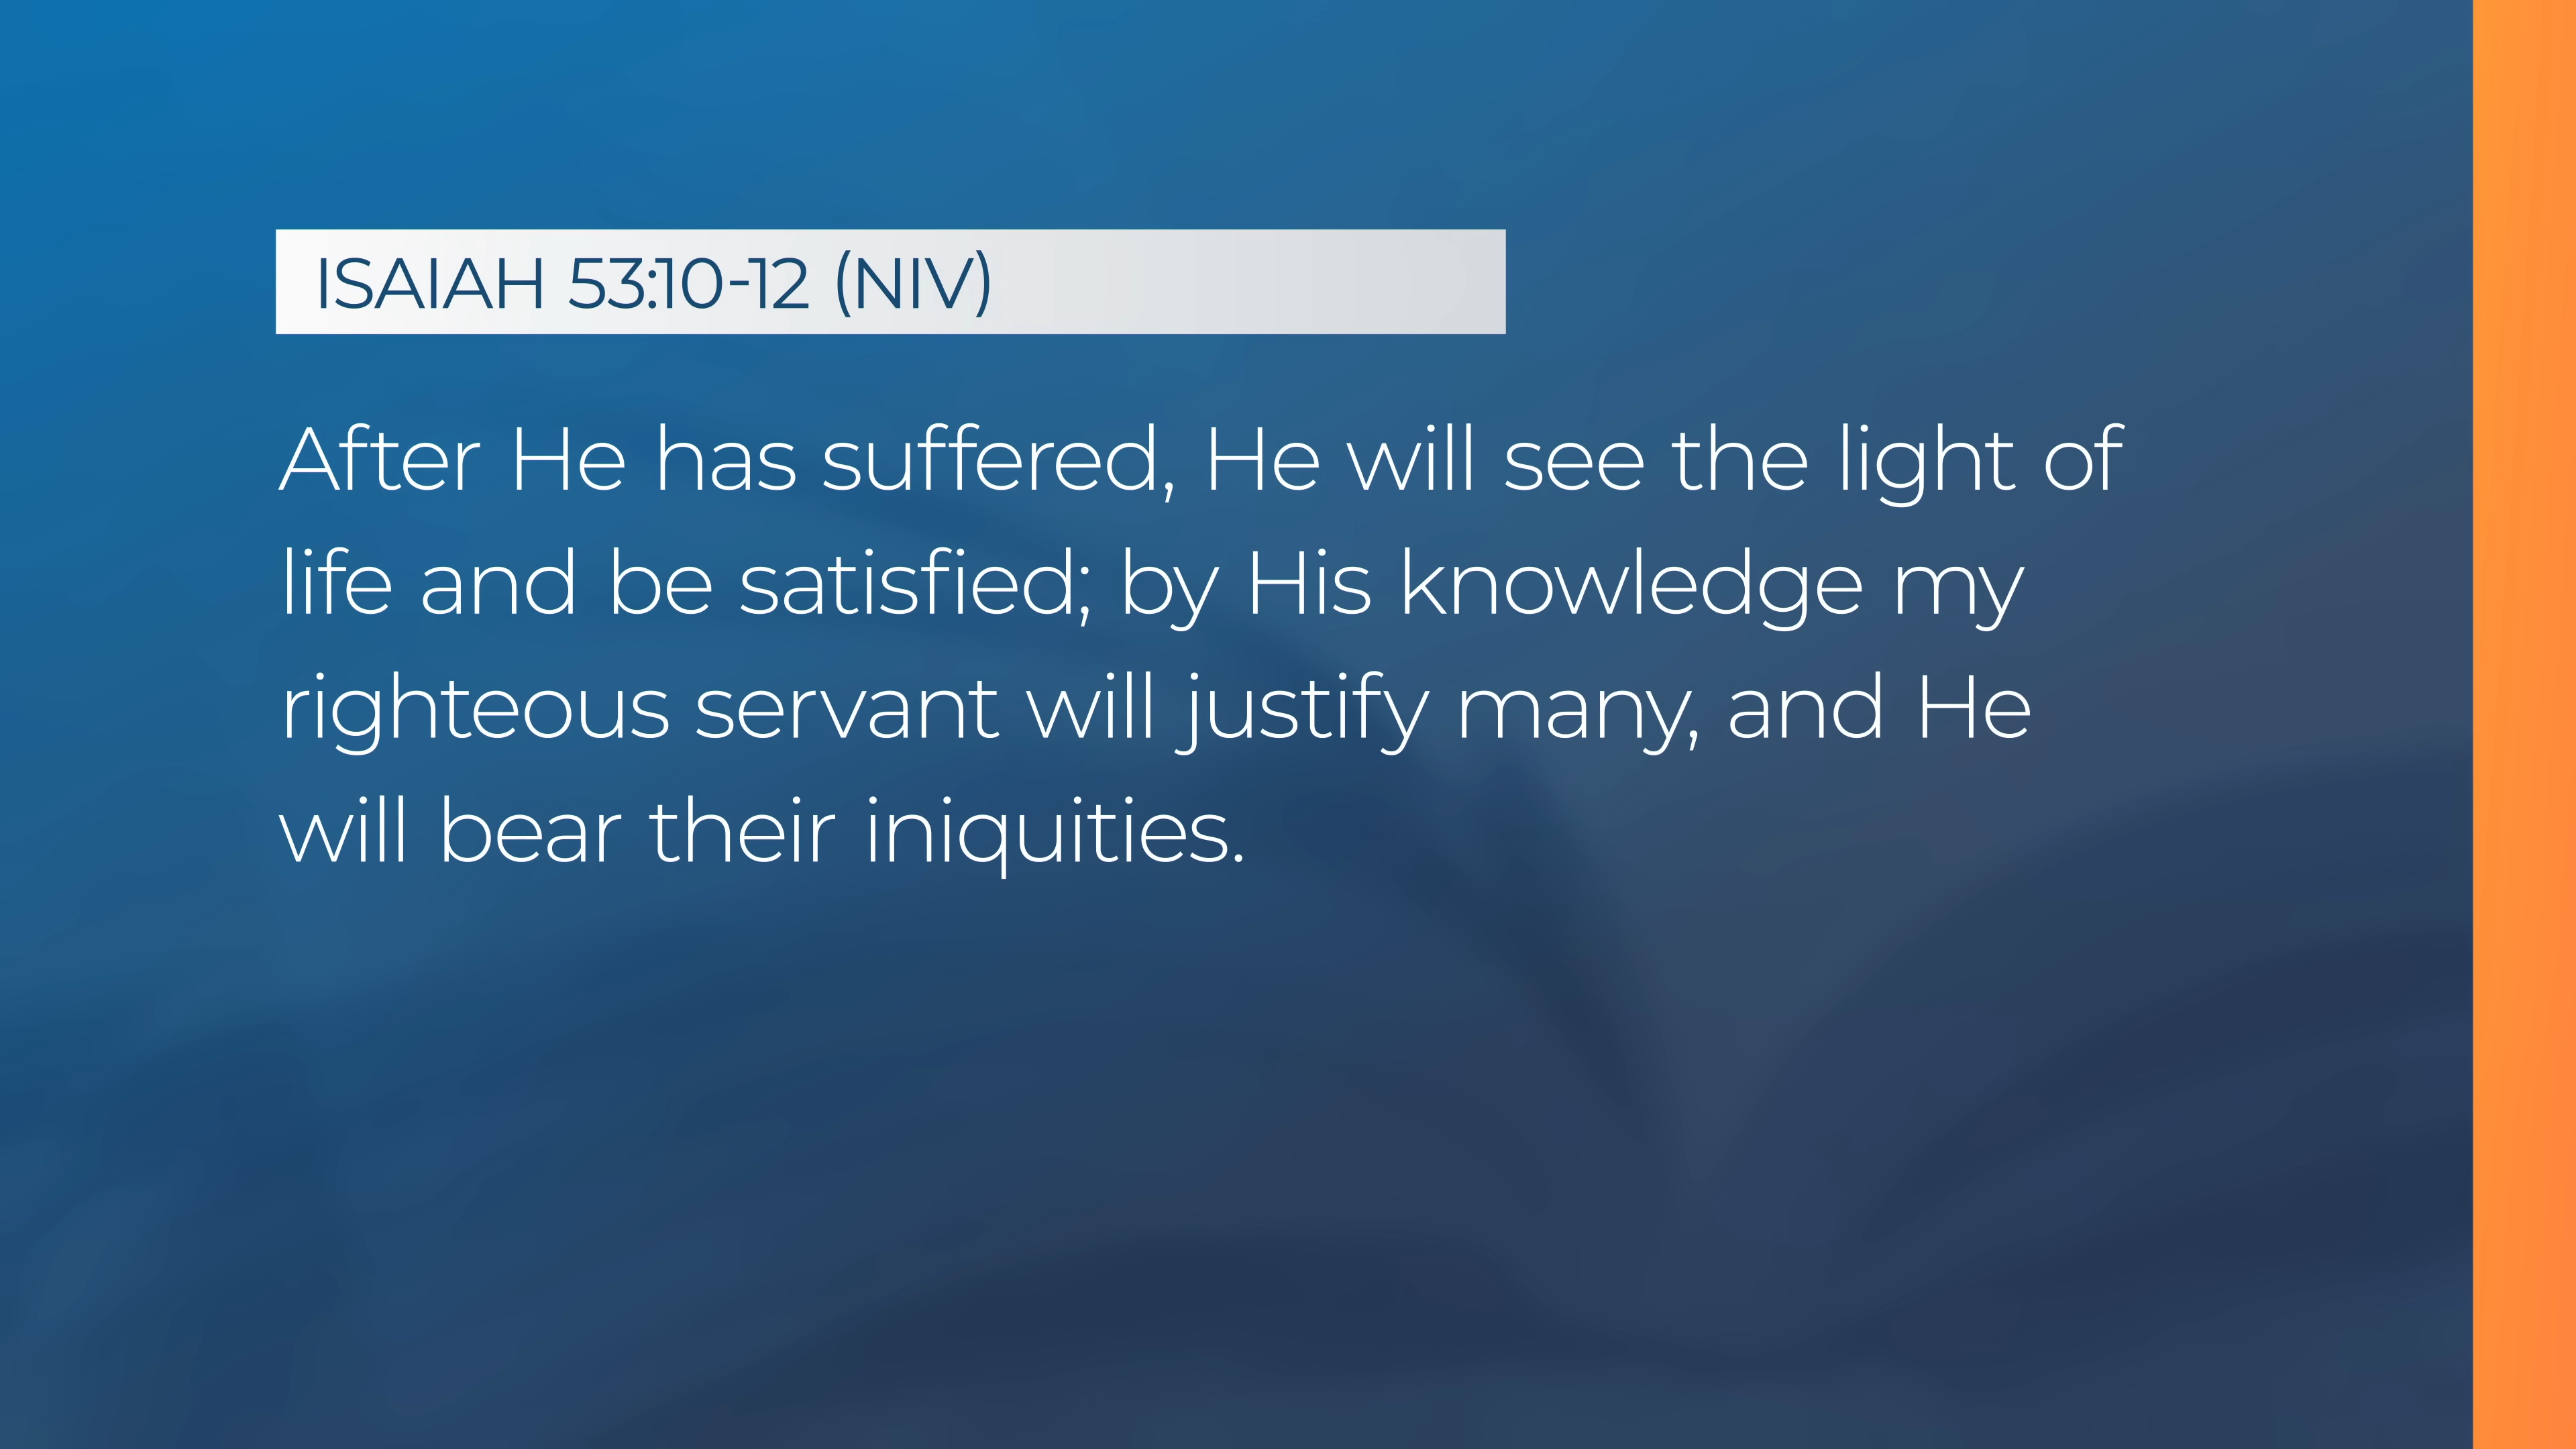 ISAIAH 53:10-12 (NIV)
After He has suffered, He will see the light of
life and be satisfied; by His knowledge my
righteous servant will justify many, and He
will bear their iniquities.